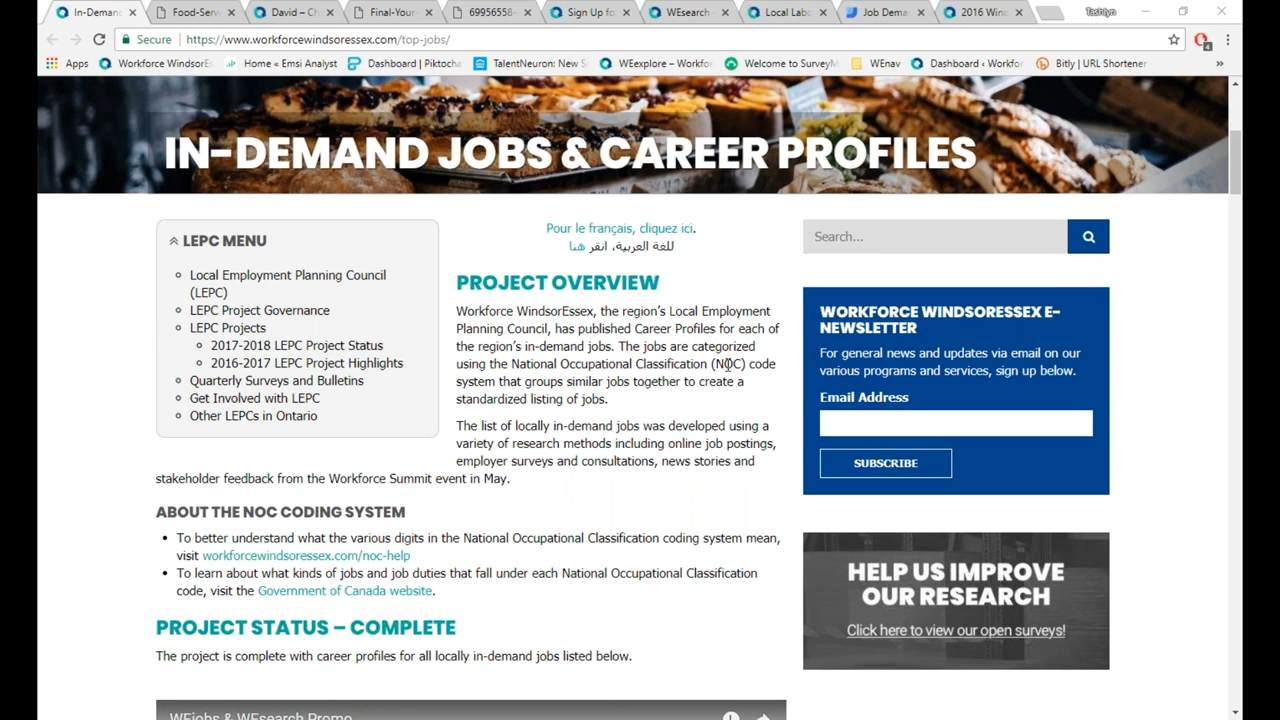 In-Demand
Food-Serv
David – Ch
Final-Your
69956558-
Sign Up fo
WEsearch
Local Labo
Job Dema
2016 Wind
Tashlyn
Secure
https://www.workforcewindsoressex.com/top-jobs/
4
Apps
Workforce WindsorEs
Home « Emsi Analyst
Dashboard | Piktocha
TalentNeuron: New S
WEexplore – Workfor
Welcome to SurveyM
WEnav
Dashboard ‹ Workfor
Bitly | URL Shortener
»
IN-DEMAND JOBS & CAREER PROFILES
LEPC MENU
Local Employment Planning Council
(LEPC)
LEPC Project Governance
LEPC Projects
2017-2018 LEPC Project Status
2016-2017 LEPC Project Highlights
Quarterly Surveys and Bulletins
Get Involved with LEPC
Other LEPCs in Ontario
Pour le français, cliquez ici.
للغة العربية، انقر هنا
PROJECT OVERVIEW
Workforce WindsorEssex, the region's Local Employment
Planning Council, has published Career Profiles for each of
the region's in-demand jobs. The jobs are categorized
using the National Occupational Classification (NOC) code
system that groups similar jobs together to create a
standardized listing of jobs.
The list of locally in-demand jobs was developed using a
variety of research methods including online job postings,
employer surveys and consultations, news stories and
stakeholder feedback from the Workforce Summit event in May.
ABOUT THE NOC CODING SYSTEM
• To better understand what the various digits in the National Occupational Classification coding system mean,
visit workforcewindsoressex.com/noc-help
• To learn about what kinds of jobs and job duties that fall under each National Occupational Classification
code, visit the Government of Canada website.
PROJECT STATUS – COMPLETE
The project is complete with career profiles for all locally in-demand jobs listed below.
WEjobs & WEsearch Promo
Search...
WORKFORCE WINDSORESSEX E-
NEWSLETTER
For general news and updates via email on our
various programs and services, sign up below.
Email Address
SUBSCRIBE
HELP US IMPROVE
OUR RESEARCH
Click here to view our open surveys!